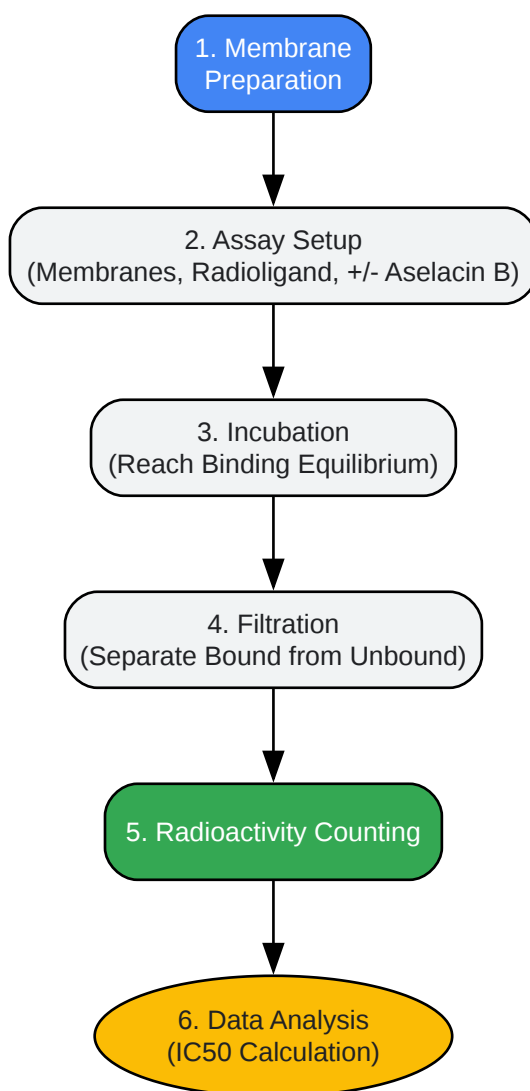 1. Membrane
Preparation
2. Assay Setup
(Membranes, Radioligand, +/- Aselacin B)
3. Incubation
(Reach Binding Equilibrium)
4. Filtration
(Separate Bound from Unbound)
5. Radioactivity Counting
6. Data Analysis
(IC50 Calculation)